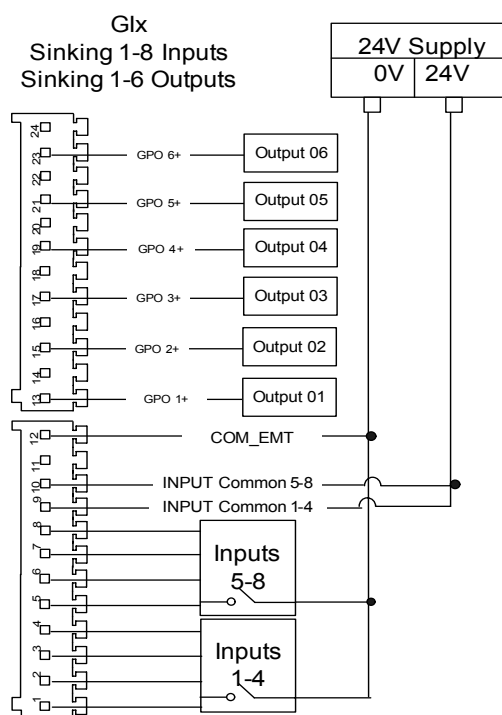 GIx
Sinking 1-8 Inputs
Sinking 1-6 Outputs
24V Supply
0V 24V
24
23 GPO 6+ Output 06
22
21 GPO 5+ Output 05
20
19 GPO 4+ Output 04
18
17 GPO 3+ Output 03
16
15 GPO 2+ Output 02
14
13 GPO 1+ Output 01
12 COM_EMT
11
10 INPUT Common 5-8
9 INPUT Common 1-4
8
7
6
5
Inputs
5-8
4
3
2
1
Inputs
1-4